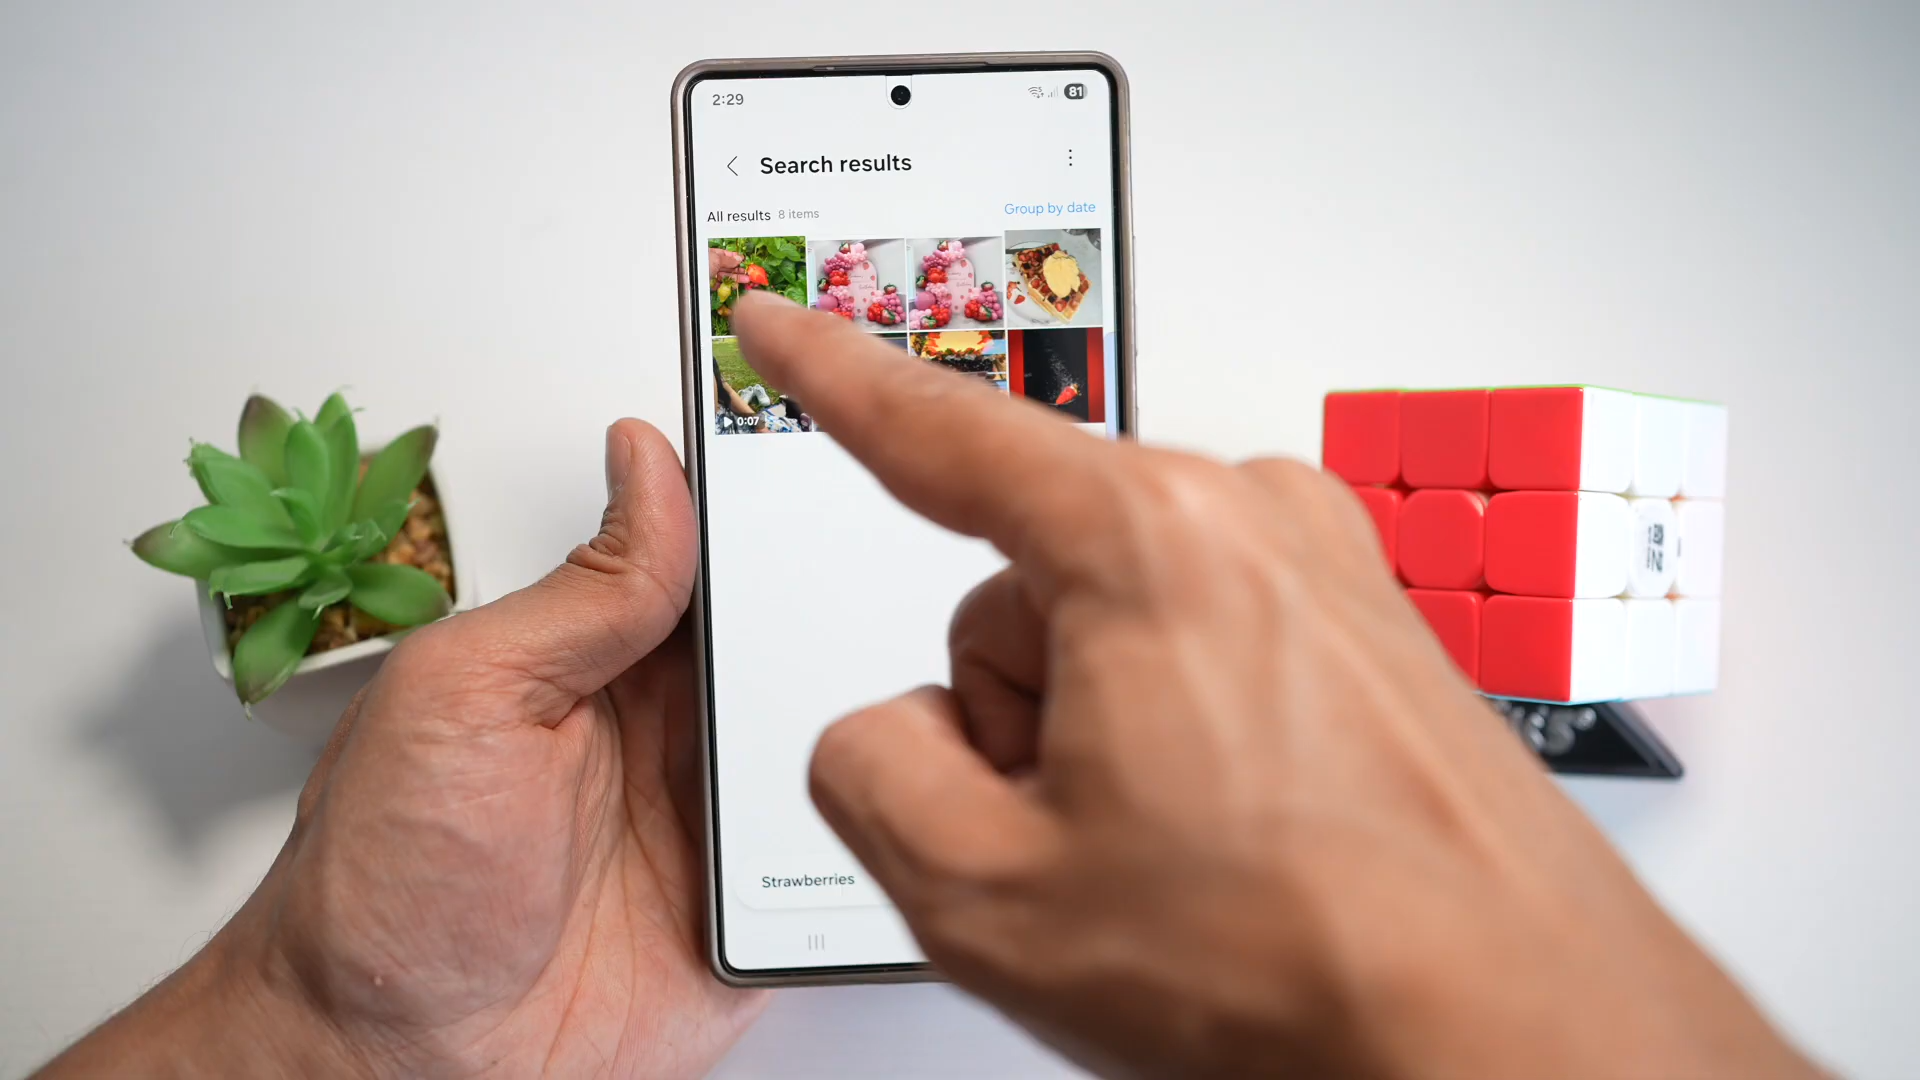 2:29
81
Search results
All results 8 items
Group by date
0:07
Strawberries